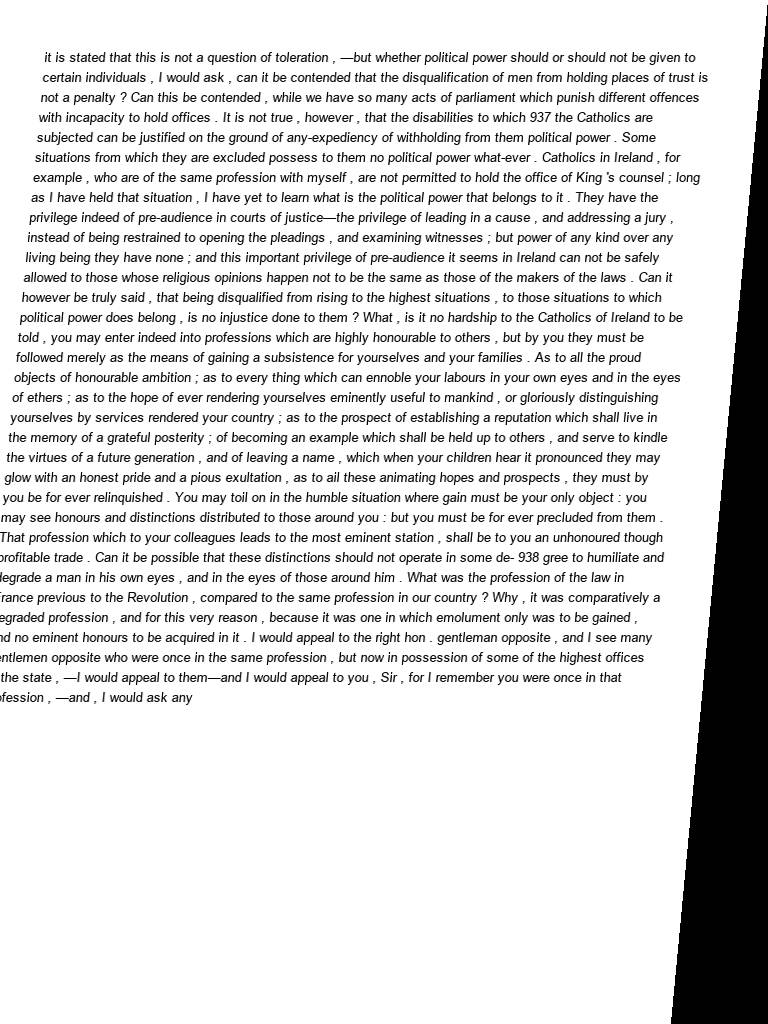 it is stated that this is not a question of toleration , —but whether political power should or should not be given to
certain individuals , I would ask , can it be contended that the disqualification of men from holding places of trust is
not a penalty ? Can this be contended , while we have so many acts of parliament which punish different offences
with incapacity to hold offices . It is not true , however , that the disabilities to which 937 the Catholics are
subjected can be justified on the ground of any-expediency of withholding from them political power . Some
situations from which they are excluded possess to them no political power what-ever . Catholics in Ireland , for
example , who are of the same profession with myself , are not permitted to hold the office of King 's counsel ; long
as I have held that situation , I have yet to learn what is the political power that belongs to it . They have the
privilege indeed of pre-audience in courts of justice—the privilege of leading in a cause , and addressing a jury ,
instead of being restrained to opening the pleadings , and examining witnesses ; but power of any kind over any
living being they have none ; and this important privilege of pre-audience it seems in Ireland can not be safely
allowed to those whose religious opinions happen not to be the same as those of the makers of the laws . Can it
however be truly said , that being disqualified from rising to the highest situations , to those situations to which
political power does belong , is no injustice done to them ? What , is it no hardship to the Catholics of Ireland to be
told , you may enter indeed into professions which are highly honourable to others , but by you they must be
followed merely as the means of gaining a subsistence for yourselves and your families . As to all the proud
objects of honourable ambition ; as to every thing which can ennoble your labours in your own eyes and in the eyes
of ethers ; as to the hope of ever rendering yourselves eminently useful to mankind , or gloriously distinguishing
yourselves by services rendered your country ; as to the prospect of establishing a reputation which shall live in
the memory of a grateful posterity ; of becoming an example which shall be held up to others , and serve to kindle
the virtues of a future generation , and of leaving a name , which when your children hear it pronounced they may
glow with an honest pride and a pious exultation , as to ail these animating hopes and prospects , they must by
you be for ever relinquished . You may toil on in the humble situation where gain must be your only object : you
may see honours and distinctions distributed to those around you : but you must be for ever precluded from them .
That profession which to your colleagues leads to the most eminent station , shall be to you an unhonoured though
profitable trade . Can it be possible that these distinctions should not operate in some de- 938 gree to humiliate and
degrade a man in his own eyes , and in the eyes of those around him . What was the profession of the law in
France previous to the Revolution , compared to the same profession in our country ? Why , it was comparatively a
egraded profession , and for this very reason , because it was one in which emolument only was to be gained ,
nd no eminent honours to be acquired in it . I would appeal to the right hon . gentleman opposite , and I see many
entlemen opposite who were once in the same profession , but now in possession of some of the highest offices
the state , —I would appeal to them—and I would appeal to you , Sir , for I remember you were once in that
ofession , —and , I would ask any